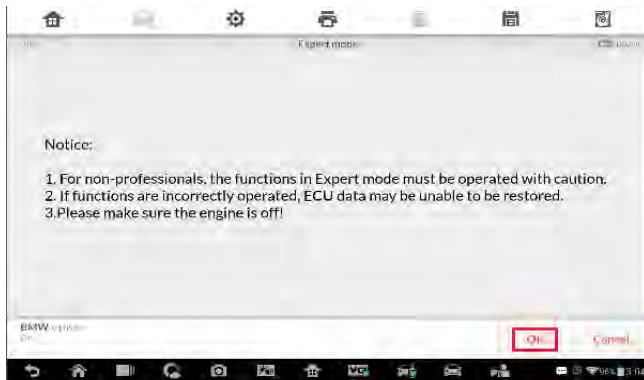 Expert mode
Notice:
1. For non-professionals, the functions in Expert mode must be operated with caution.
2. If functions are incorrectly operated, ECU data may be unable to be restored.
3.Please make sure the engine is off!
BMW
OK
Cancel